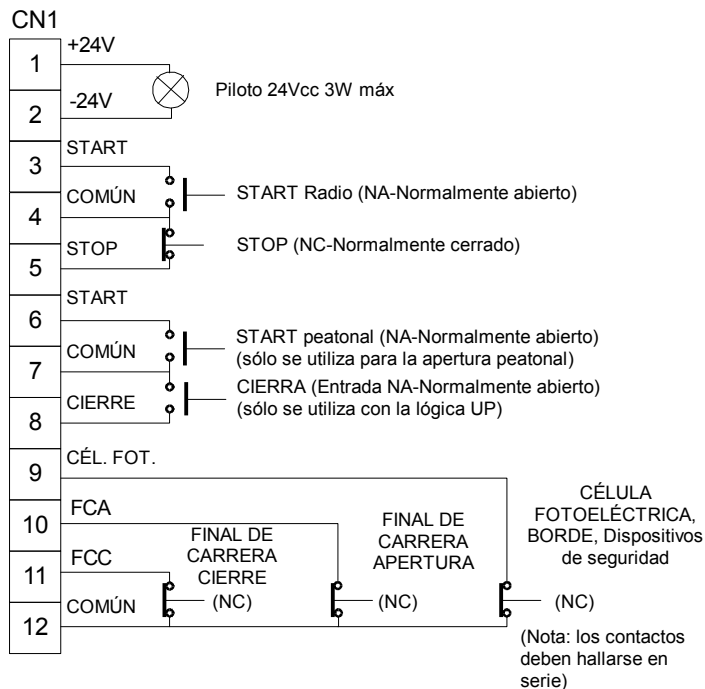 CN1
+24V
1
Piloto 24Vcc 3W máx
-24V
2
START
3
START Radio (NA-Normalmente abierto)
COMÚN
4
STOP (NC-Normalmente cerrado)
STOP
5
START
6
START peatonal (NA-Normalmente abierto)
(sólo se utiliza para la apertura peatonal)
COMÚN
7
CIERRA (Entrada NA-Normalmente abierto)
(sólo se utiliza con la lógica UP)
CIERRE
8
CÉL. FOT.
9
CÉLULA
FOTOELÉCTRICA,
BORDE, Dispositivos
de seguridad
FCA
10
FINAL DE
CARRERA
CIERRE
FINAL DE
CARRERA
APERTURA
FCC
11
(NC)
(NC)
(NC)
COMÚN
12
(Nota: los contactos
deben hallarse en
serie)